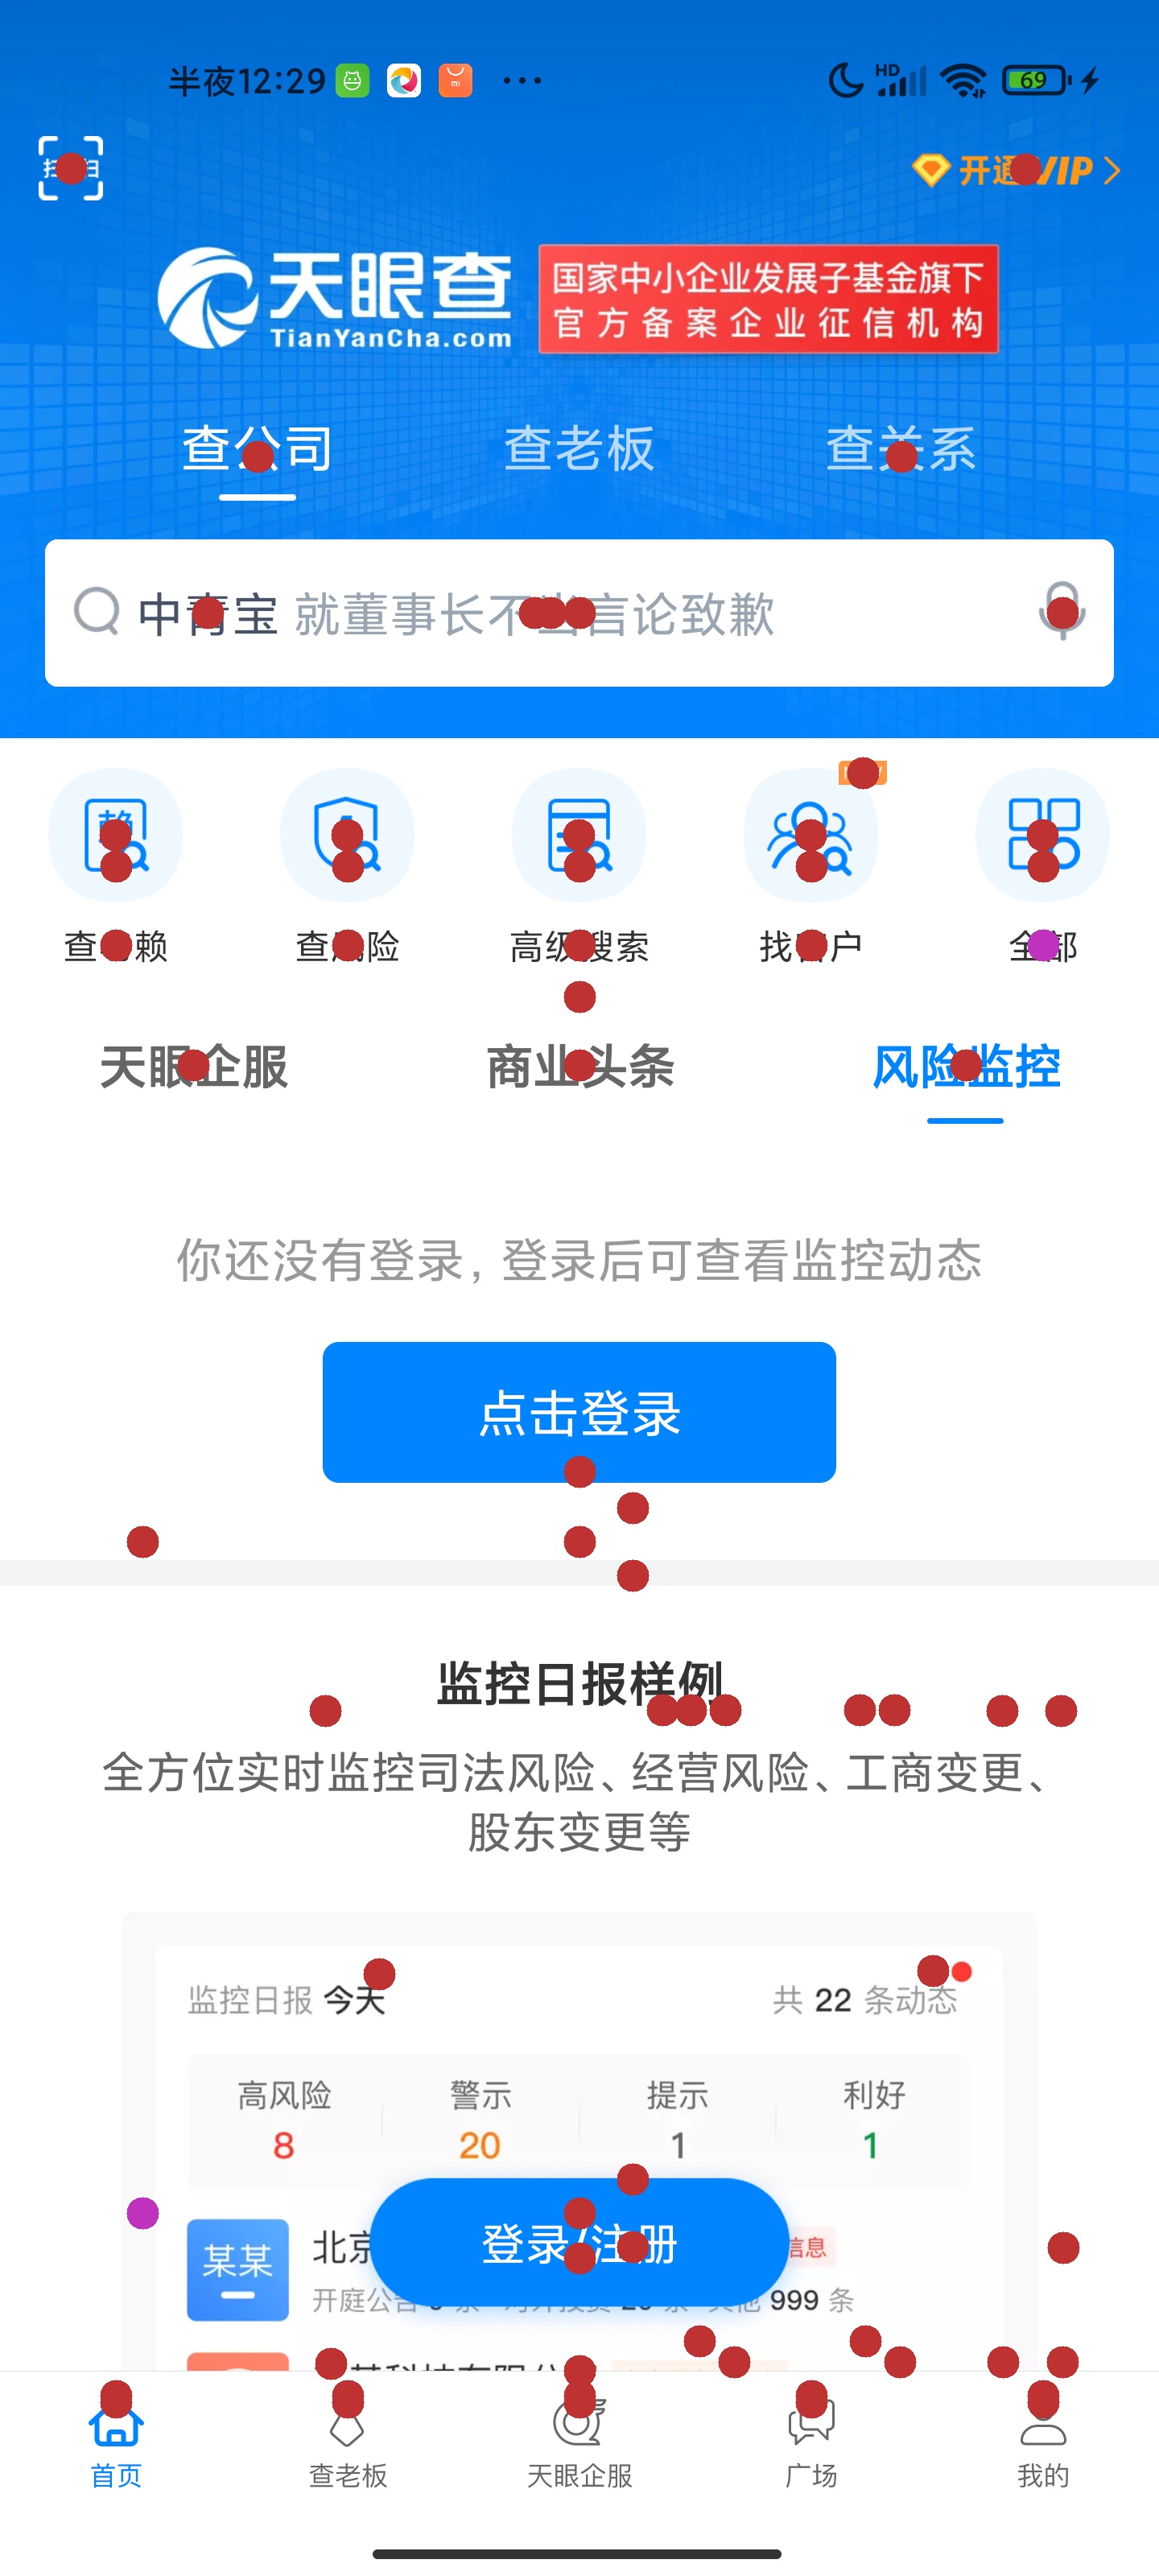 半夜12:29
HD
69
开通VIP
天眼查
TianYanCha.com
国家中小企业发展子基金旗下
官方备案企业征信机构
查公司
查老板
查关系
中青宝 就董事长不当言论致歉
查老赖
查风险
高级搜索
找客户
全部
天眼企服
商业头条
风险监控
你还没有登录，登录后可查看监控动态
点击登录
监控日报样例
全方位实时监控司法风险、经营风险、工商变更、
股东变更等
监控日报 今天
共 22 条动态
高风险
警示
提示
利好
8
20
1
1
某某
北京
登录/注册
信息
开庭公告
999 条
首页
查老板
天眼企服
广场
我的